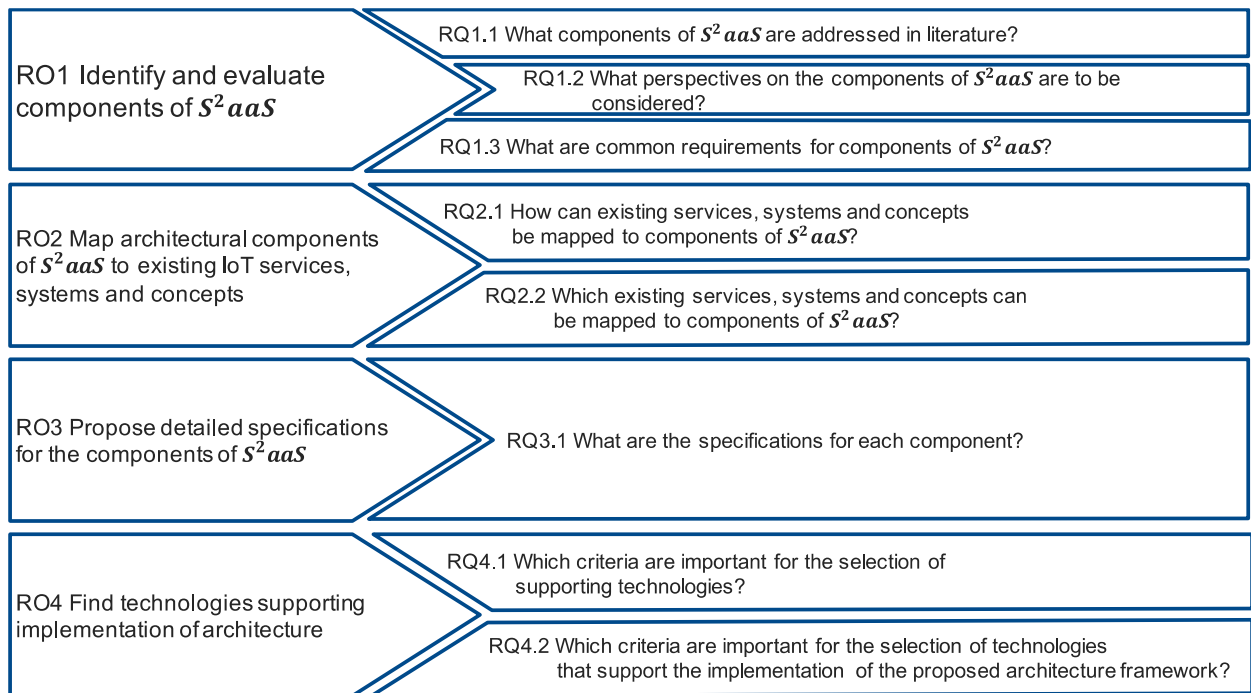 RO1 Identify and evaluate
components of S²aaS
RQ1.1 What components of S²aaS are addressed in literature?
RQ1.2 What perspectives on the components of S²aaS are to be
considered?
RQ1.3 What are common requirements for components of S²aaS?
RO2 Map architectural components
of S²aaS to existing IoT services,
systems and concepts
RQ2.1 How can existing services, systems and concepts
be mapped to components of S²aaS?
RQ2.2 Which existing services, systems and concepts can
be mapped to components of S²aaS?
RO3 Propose detailed specifications
for the components of S²aaS
RQ3.1 What are the specifications for each component?
RO4 Find technologies supporting
implementation of architecture
RQ4.1 Which criteria are important for the selection of
supporting technologies?
RQ4.2 Which criteria are important for the selection of technologies
that support the implementation of the proposed architecture framework?